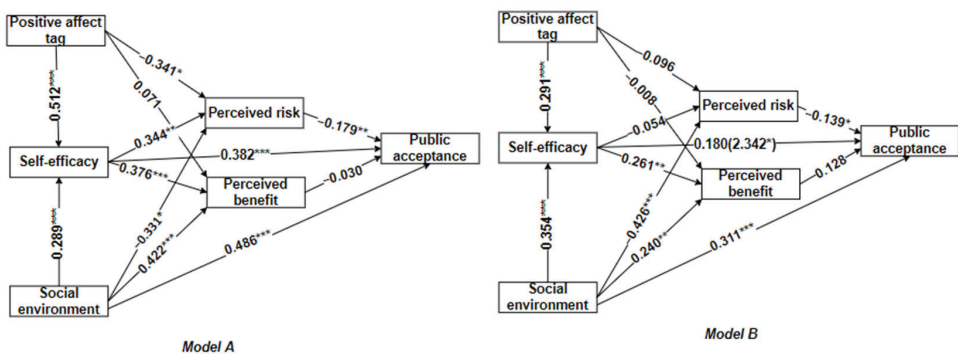 Positive affect
tag
−0.341*
0.512***
0.071
Perceived risk
0.344**
−0.179**
Self-efficacy
0.382***
Public
acceptance
0.376***
Perceived
benefit
−0.030
0.289***
−0.331*
0.422***
0.486***
Social
environment
Model A
Positive affect
tag
−0.096
0.291***
−0.008
Perceived risk
−0.054
−0.139*
Self-efficacy
0.180(2.342*)
Public
acceptance
0.261**
Perceived
benefit
0.128
0.354***
−0.426***
0.240**
0.311***
Social
environment
Model B